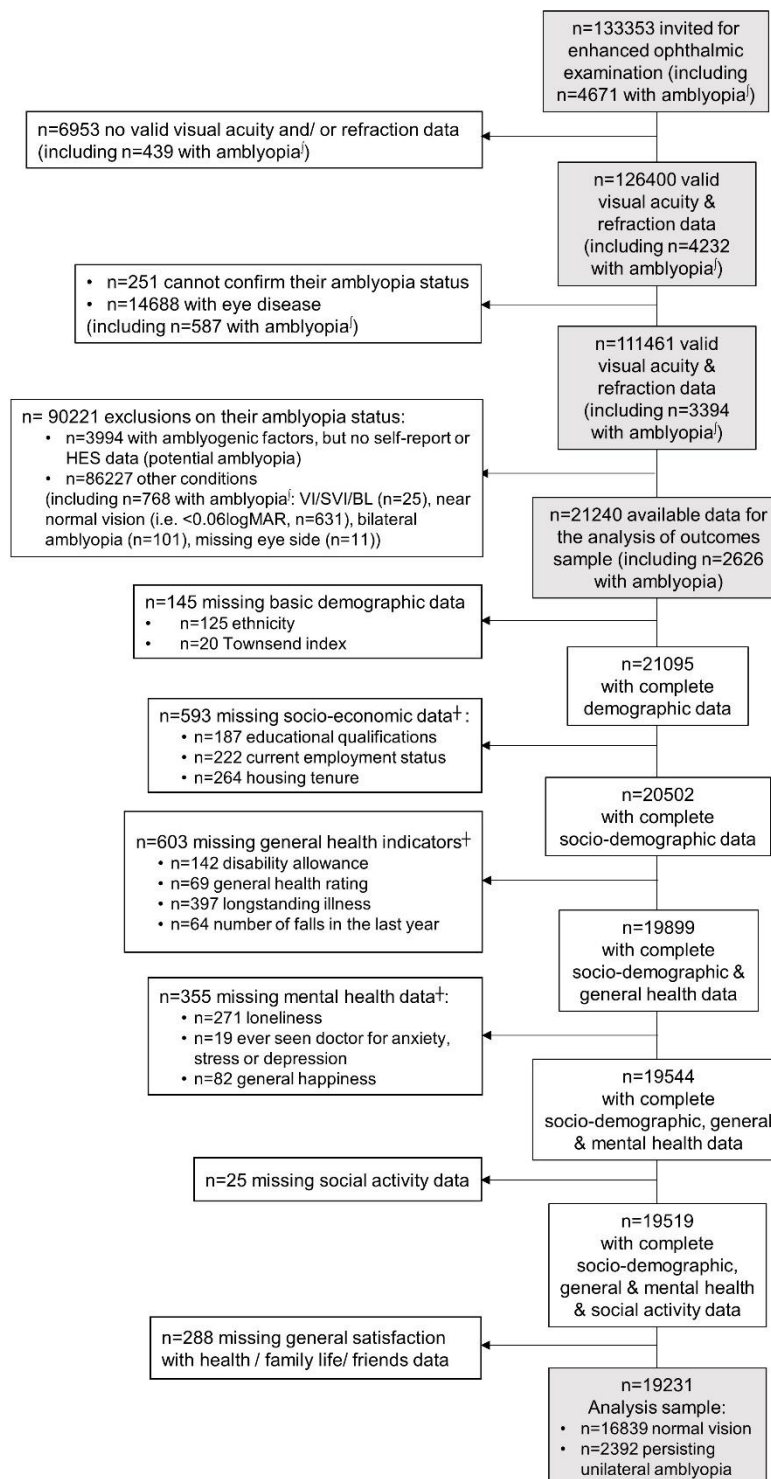 n=133353 invited for
enhanced ophthalmic
examination (including
n=4671 with amblyopia⨜)
n=6953 no valid visual acuity and/ or refraction data
(including n=439 with amblyopia⨜)
n=126400 valid
visual acuity &
refraction data
(including n=4232
with amblyopia⨜)
• n=251 cannot confirm their amblyopia status
• n=14688 with eye disease
(including n=587 with amblyopia⨜)
n=111461 valid
visual acuity &
refraction data
(including n=3394
with amblyopia⨜)
n= 90221 exclusions on their amblyopia status:
• n=3994 with amblyogenic factors, but no self-report or
HES data (potential amblyopia)
• n=86227 other conditions
(including n=768 with amblyopia⨜: VI/SVI/BL (n=25), near
normal vision (i.e. <0.06logMAR, n=631), bilateral
amblyopia (n=101), missing eye side (n=11))
n=21240 available data for
the analysis of outcomes
sample (including n=2626
with amblyopia)
n=145 missing basic demographic data
• n=125 ethnicity
• n=20 Townsend index
n=21095
with complete
demographic data
n=593 missing socio-economic data┼:
• n=187 educational qualifications
• n=222 current employment status
• n=264 housing tenure
n=20502
with complete
socio-demographic data
n=603 missing general health indicators┼
• n=142 disability allowance
• n=69 general health rating
• n=397 longstanding illness
• n=64 number of falls in the last year
n=19899
with complete
socio-demographic &
general health data
n=355 missing mental health data┼:
• n=271 loneliness
• n=19 ever seen doctor for anxiety,
stress or depression
• n=82 general happiness
n=19544
with complete
socio-demographic, general
& mental health data
n=25 missing social activity data
n=19519
with complete
socio-demographic,
general & mental health
& social activity data
n=288 missing general satisfaction
with health / family life/ friends data
n=19231
Analysis sample:
• n=16839 normal vision
• n=2392 persisting
unilateral amblyopia